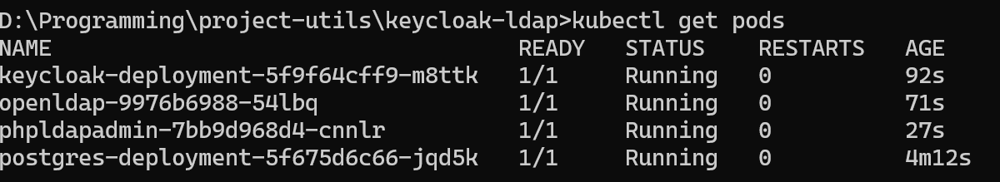 D:\Programming\project-utils\keycloak-ldap>kubectl get pods
NAME READY STATUS RESTARTS AGE
keycloak-deployment-5f9f64cff9-m8ttk 1/1 Running 0 92s
openldap-9976b6988-54lbq 1/1 Running 0 71s
phpldapadmin-7bb9d968d4-cnnlr 1/1 Running 0 27s
postgres-deployment-5f675d6c66-jqd5k 1/1 Running 0 4m12s